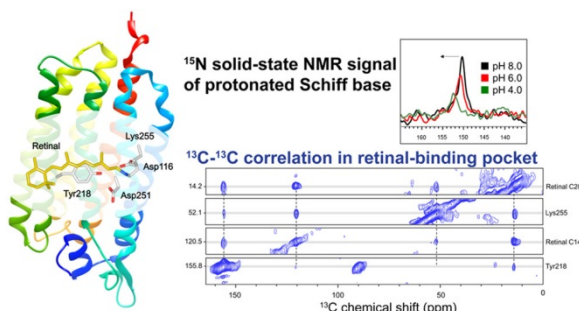 ¹⁵N solid-state NMR signal
of protonated Schiff base
pH 8.0
pH 6.0
pH 4.0
160 155 150 145 140
Retinal
Lys255
Asp116
Tyr218
Asp251
¹³C-¹³C correlation in retinal-binding pocket
14.2 Retinal C20
52.1 Lys255
120.5 Retinal C14
155.8 Tyr218
150 100 50 0
¹³C chemical shift (ppm)